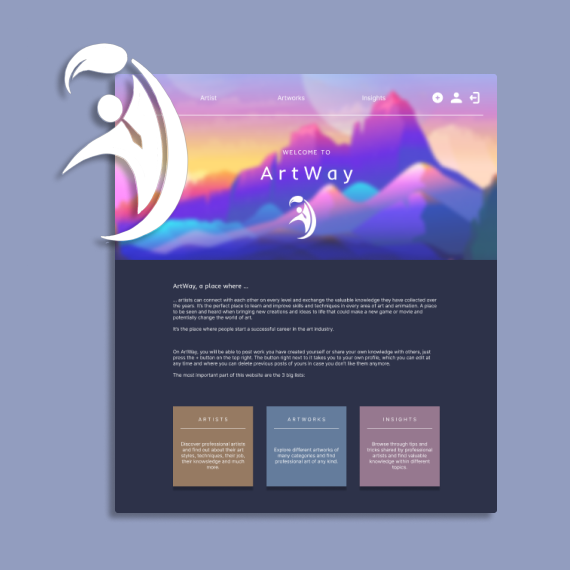 Artist Artworks Insights
WELCOME TO
ArtWay
ArtWay, a place where ...
... artists can connect with each other on every level and exchange the valuable knowledge they have collected over
the years. It's the perfect place to learn and improve skills and techniques in every area of art and animation. A place
to be seen and heard when bringing new creations and ideas to life that could make a new game or movie and
potentially change the world of art.
It's the place where people start a successful career in the art industry.
On ArtWay, you will be able to post work you have created yourself or share your own knowledge with others, just
press the + button on the top right. The button right next to it takes you to your own profile, which you can edit at
any time and where you can delete previous posts of yours in case you don't like them anymore.
The most important part of this website are the 3 big lists:
ARTISTS
Discover professional artists
and find out about their art
styles, techniques, their job,
their knowledge and much
more.
ARTWORKS
Explore different artworks of
many categories and find
professional art of any kind.
INSIGHTS
Browse through tips and
tricks shared by professional
artists and find valuable
knowledge within different
topics.